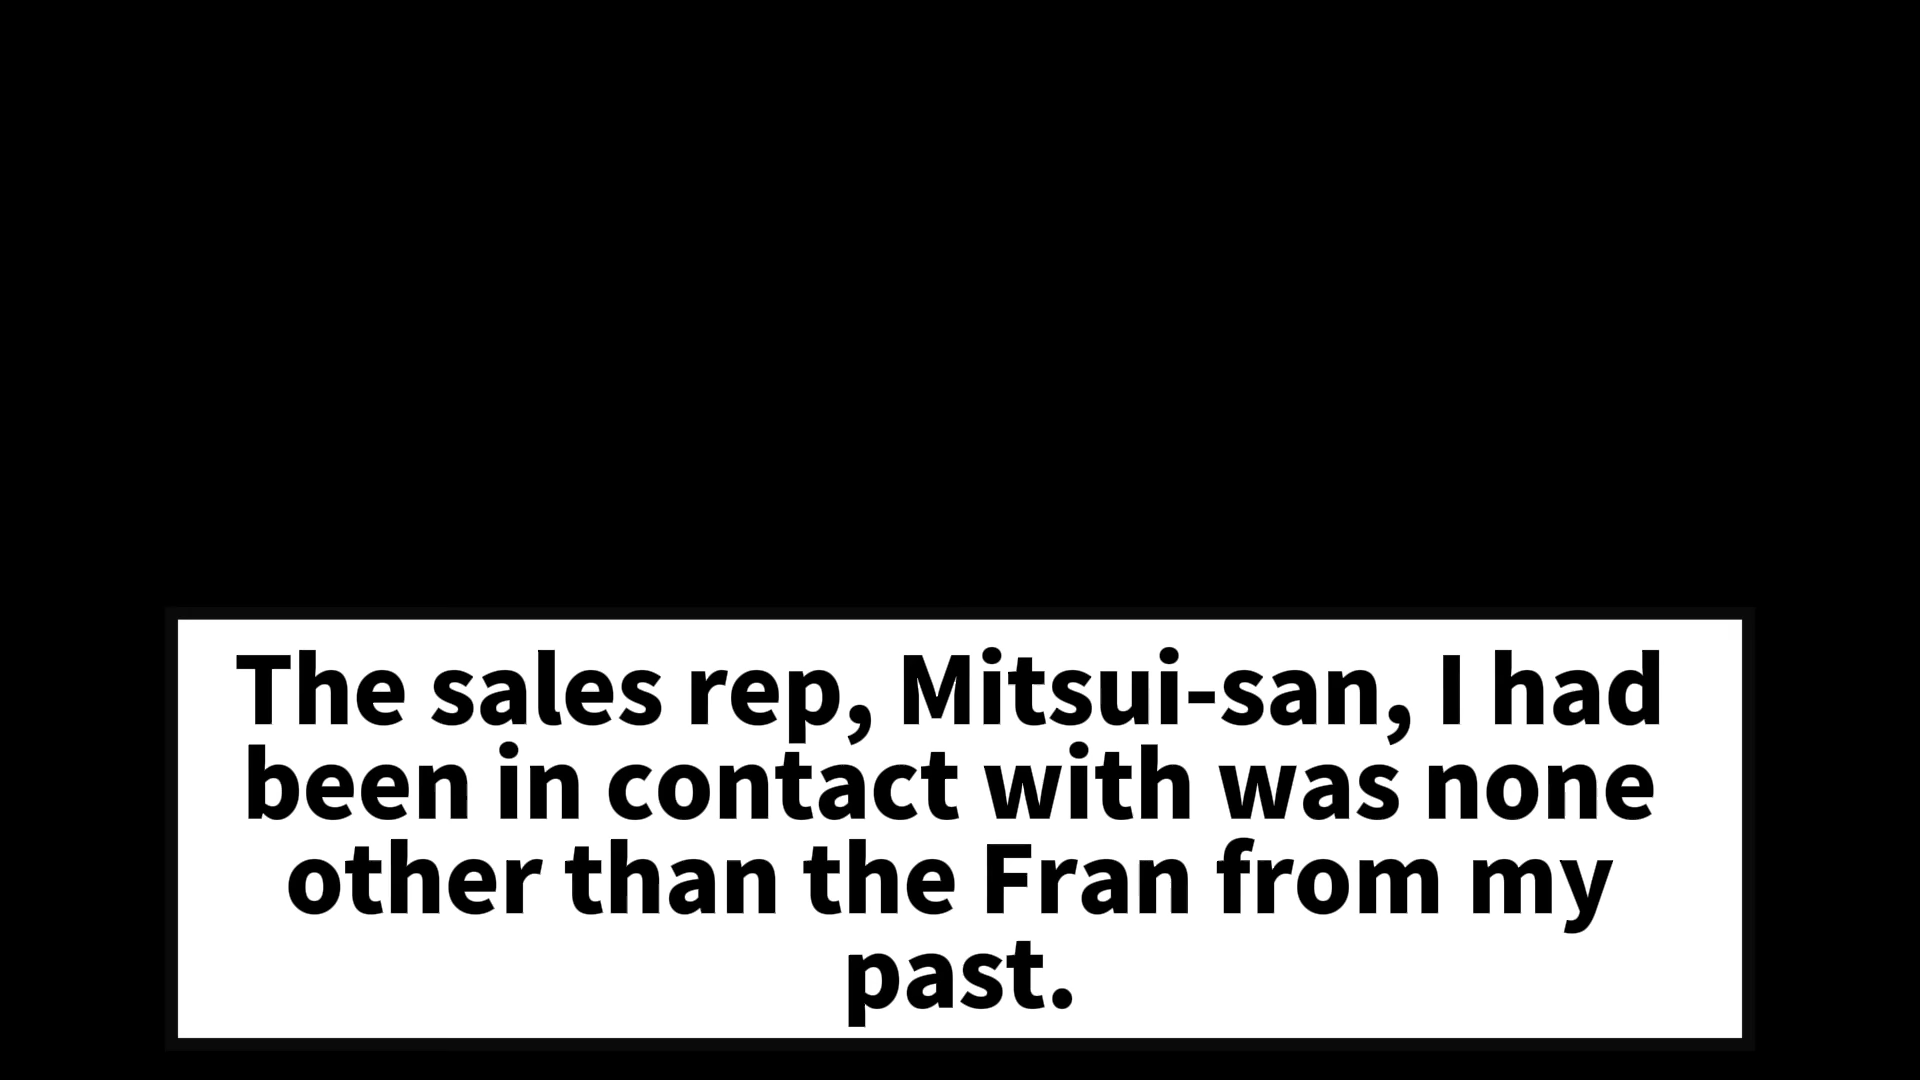 The sales rep, Mitsui-san, I had
been in contact with was none
other than the Fran from my
past.